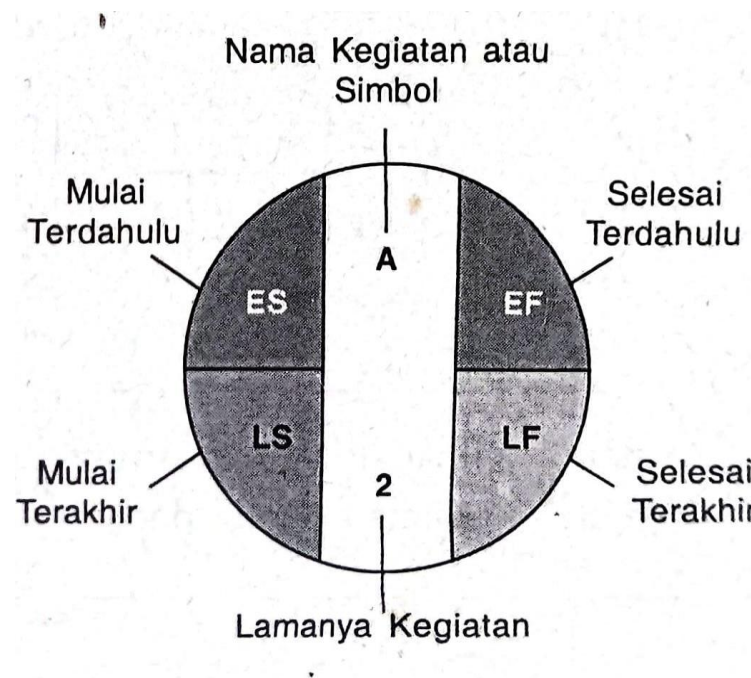 Nama Kegiatan atau
Simbol
Mulai
Terdahulu
Selesai
Terdahulu
A
ES
EF
LS
LF
2
Mulai
Terakhir
Selesai
Terakhir
Lamanya Kegiatan